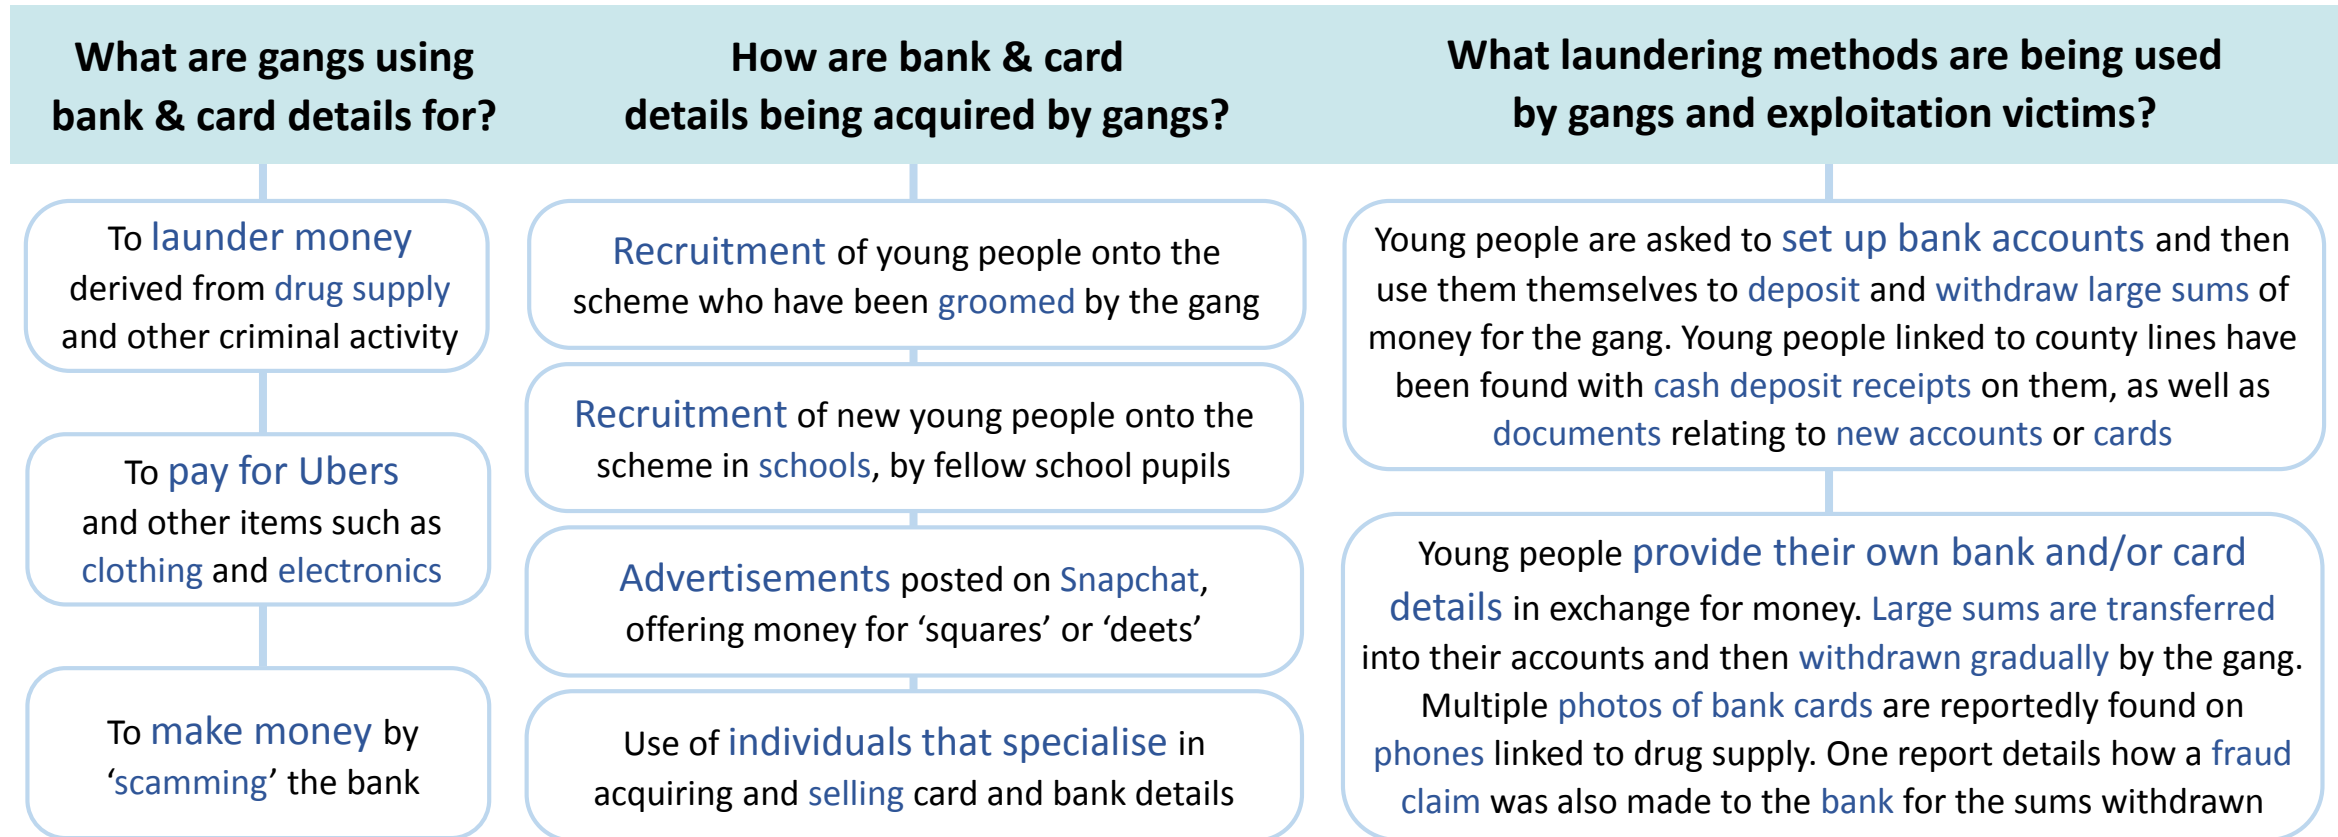 What are gangs using
bank & card details for?
To launder money
derived from drug supply
and other criminal activity
To pay for Ubers
and other items such as
clothing and electronics
To make money by
‘scamming’ the bank
How are bank & card
details being acquired by gangs?
Recruitment of young people onto the
scheme who have been groomed by the gang
Recruitment of new young people onto the
scheme in schools, by fellow school pupils
Advertisements posted on Snapchat,
offering money for ‘squares’ or ‘deets’
Use of individuals that specialise in
acquiring and selling card and bank details
What laundering methods are being used
by gangs and exploitation victims?
Young people are asked to set up bank accounts and then
use them themselves to deposit and withdraw large sums of
money for the gang. Young people linked to county lines have
been found with cash deposit receipts on them, as well as
documents relating to new accounts or cards
Young people provide their own bank and/or card
details in exchange for money. Large sums are transferred
into their accounts and then withdrawn gradually by the gang.
Multiple photos of bank cards are reportedly found on
phones linked to drug supply. One report details how a fraud
claim was also made to the bank for the sums withdrawn